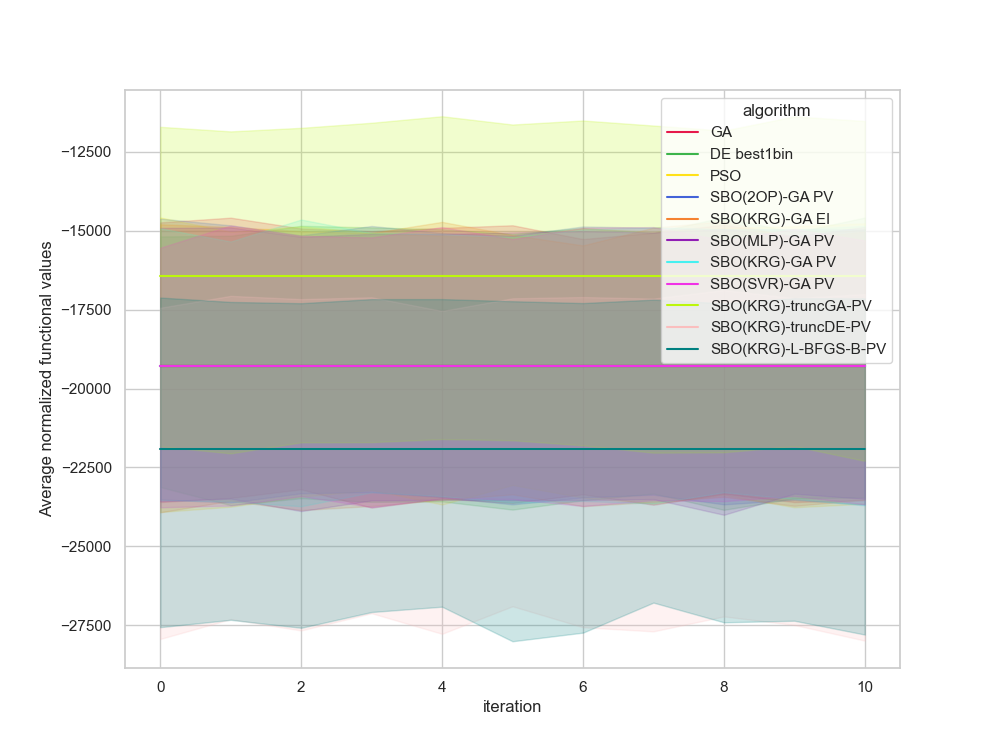 algorithm
GA
DE best1bin
PSO
SBO(2OP)-GA PV
SBO(KRG)-GA EI
SBO(MLP)-GA PV
SBO(KRG)-GA PV
SBO(SVR)-GA PV
SBO(KRG)-truncGA-PV
SBO(KRG)-truncDE-PV
SBO(KRG)-L-BFGS-B-PV
Average normalized functional values
−12500
−15000
−17500
−20000
−22500
−25000
−27500
0 2 4 6 8 10
iteration